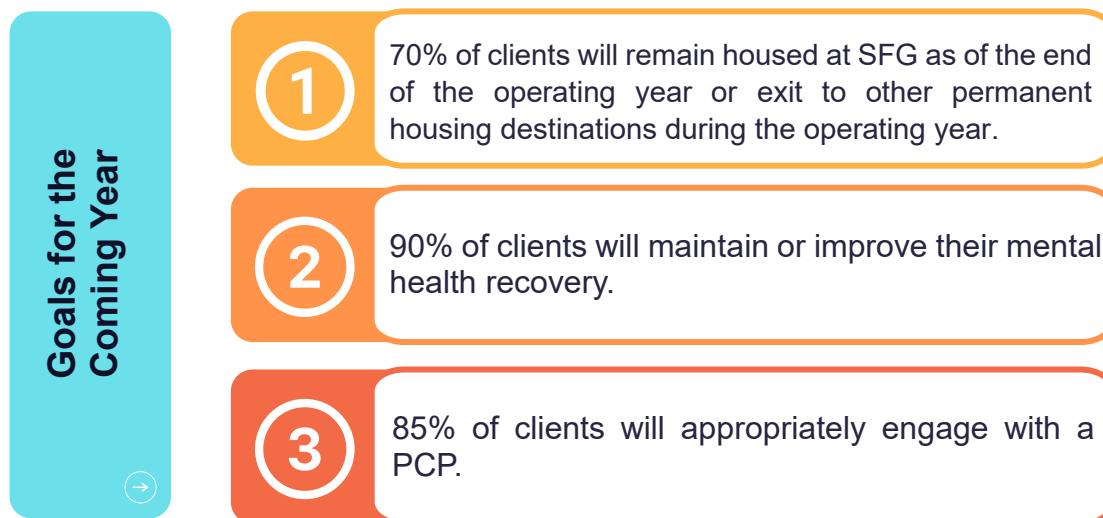 Goals for the
Coming Year
1
70% of clients will remain housed at SFG as of the end
of the operating year or exit to other permanent
housing destinations during the operating year.
2
90% of clients will maintain or improve their mental
health recovery.
3
85% of clients will appropriately engage with a
PCP.